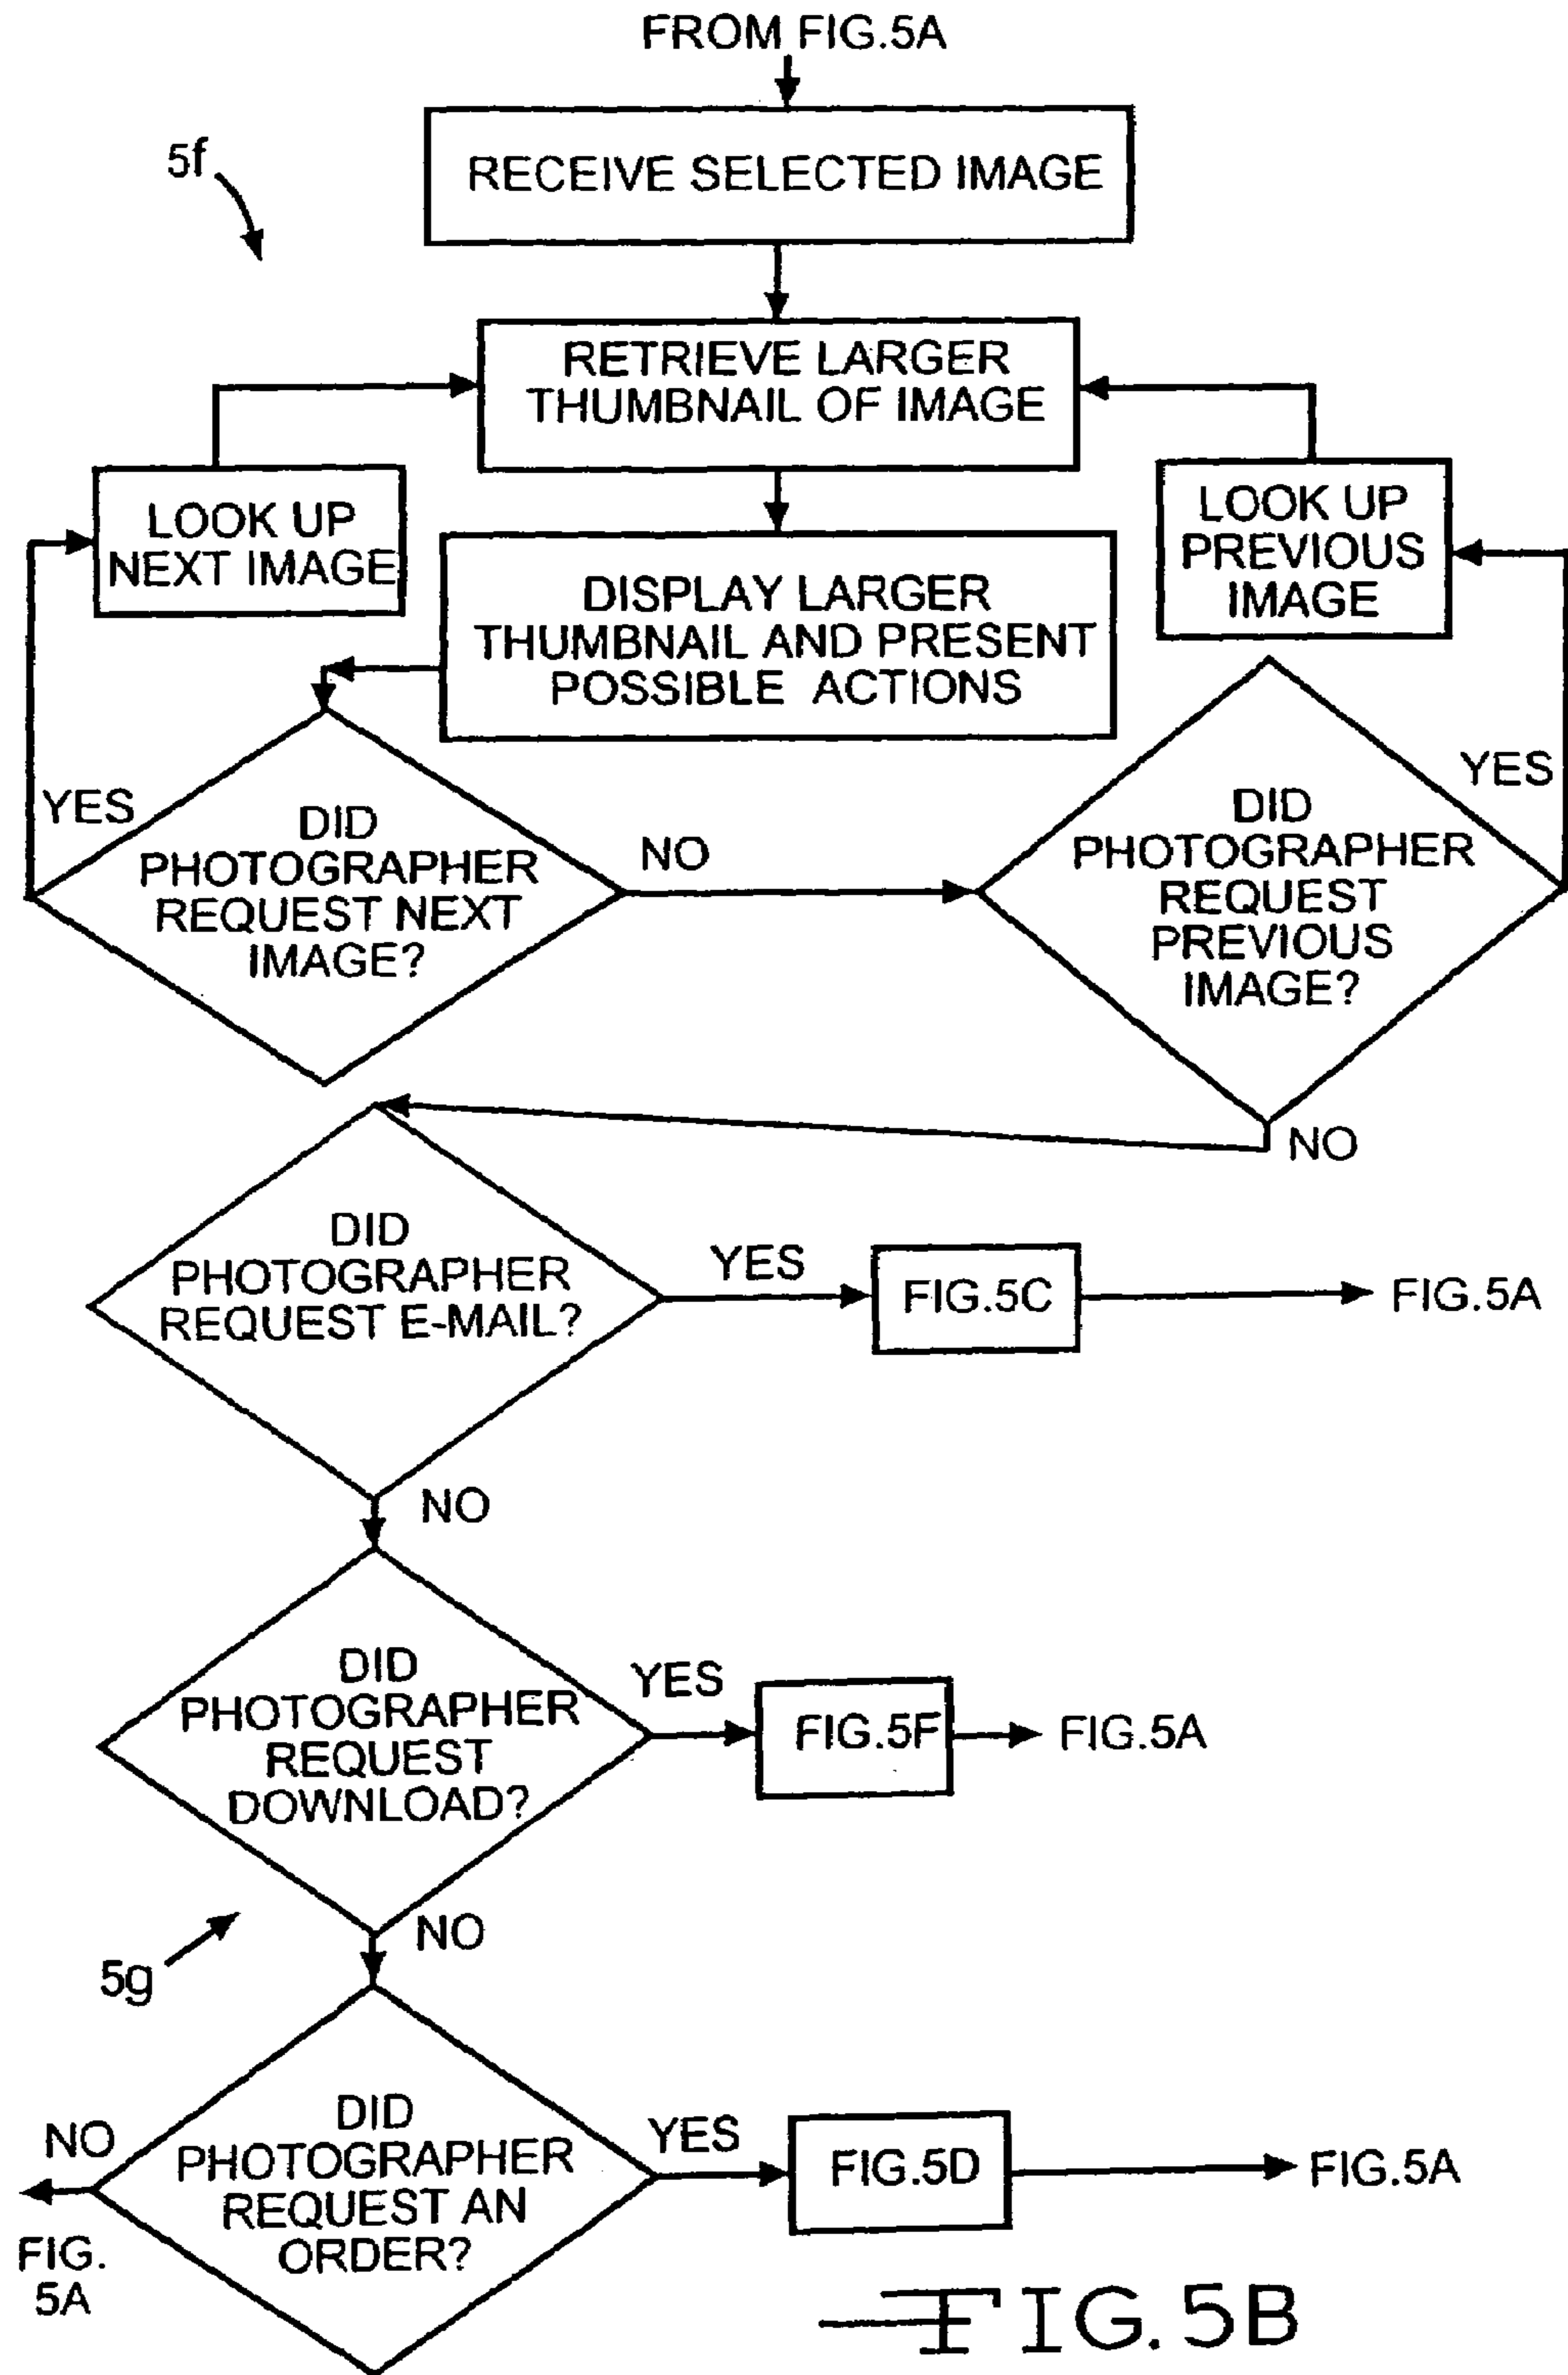 FROM FIG.5A
5f
RECEIVE SELECTED IMAGE
RETRIEVE LARGER
THUMBNAIL OF IMAGE
LOOK UP
NEXT IMAGE
LOOK UP
PREVIOUS
IMAGE
DISPLAY LARGER
THUMBNAIL AND PRESENT
POSSIBLE ACTIONS
YES
DID
PHOTOGRAPHER
REQUEST NEXT
IMAGE?
NO
DID
PHOTOGRAPHER
REQUEST
PREVIOUS
IMAGE?
YES
NO
DID
PHOTOGRAPHER
REQUEST E-MAIL?
YES
FIG.5C
FIG.5A
NO
DID
PHOTOGRAPHER
REQUEST
DOWNLOAD?
YES
FIG.5F
FIG.5A
NO
5g
DID
PHOTOGRAPHER
REQUEST AN
ORDER?
NO
FIG.
5A
YES
FIG.5D
FIG.5A
FIG. 5B